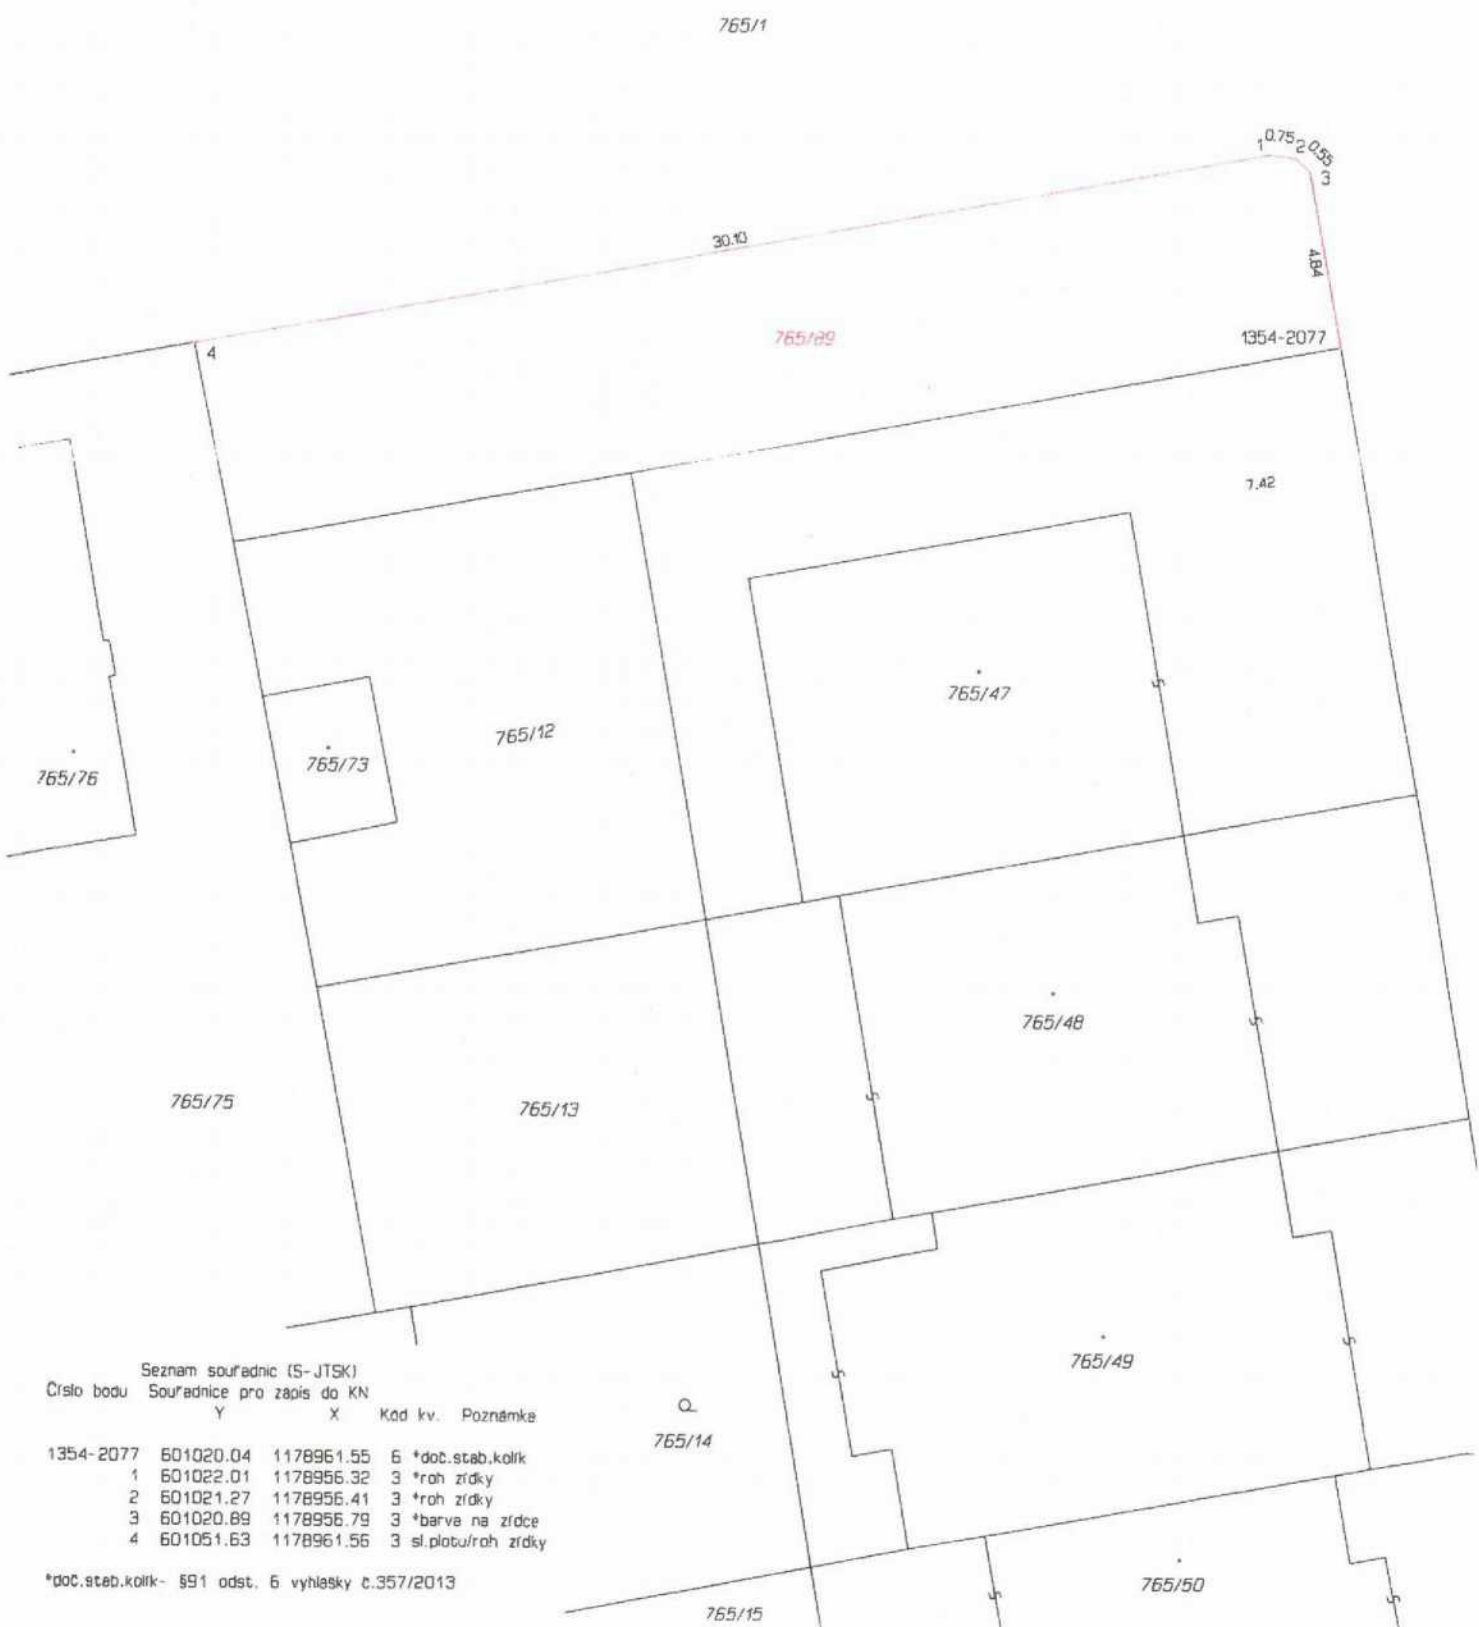 765/1
1 0.75 2 0.55
3
30.10
4.84
765/89
1354-2077
4
7.42
765/47
765/12
765/73
765/76
765/48
765/75
765/13
765/49
765/14
765/50
765/15
Seznam souřadnic (S-JTSK)
Číslo bodu Souřadnice pro zápis do KN
Y X Kód kv. Poznámka
1354-2077 601020.04 1178961.55 6 *doč.stab.kolík
1 601022.01 1178956.32 3 *roh zídky
2 601021.27 1178956.41 3 *roh zídky
3 601020.89 1178956.79 3 *barva na zídce
4 601051.63 1178961.56 3 sl.plotu/roh zídky
*doč.stab.kolík- §91 odst. 6 vyhlášky č.357/2013